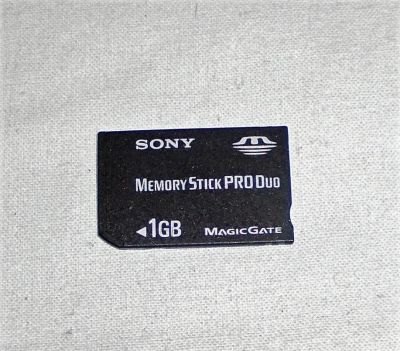 SONY
MEMORY STICK PRO DUO
◄1GB MAGICGATE